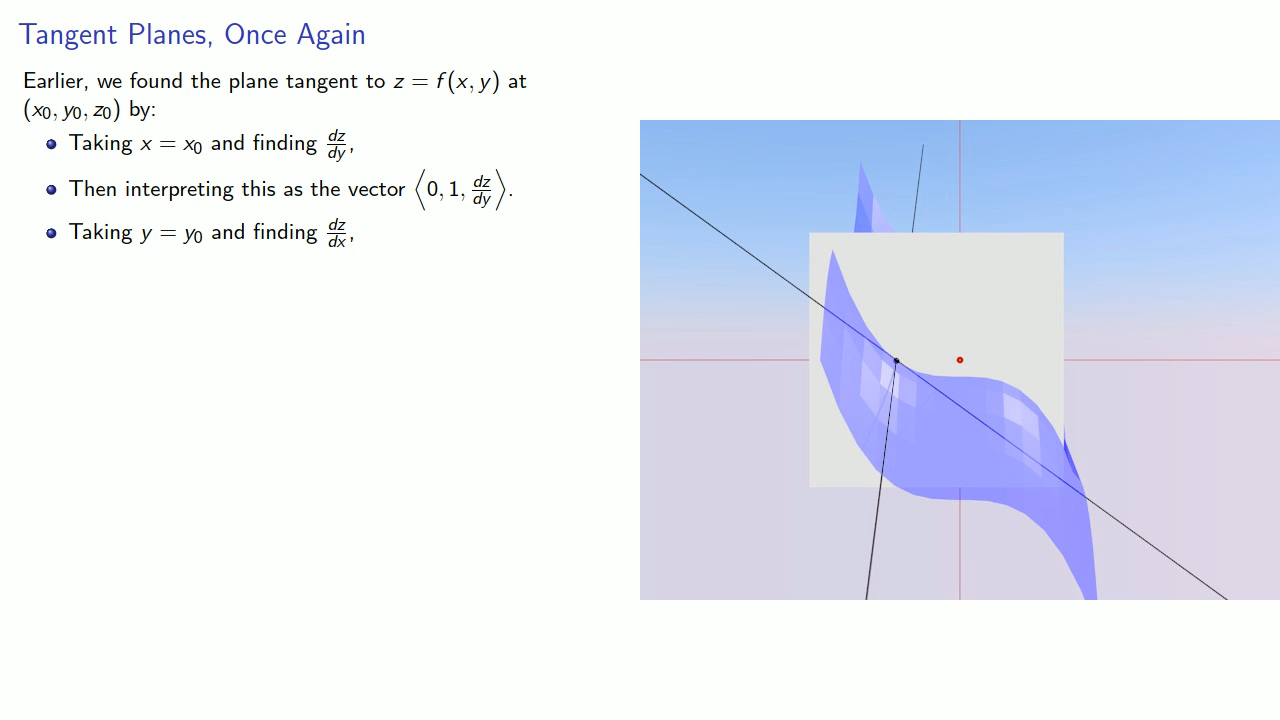 Tangent Planes, Once Again
Earlier, we found the plane tangent to z = f(x, y) at
(x₀, y₀, z₀) by:
Taking x = x₀ and finding dz/dy,
Then interpreting this as the vector ⟨0, 1, dz/dy⟩.
Taking y = y₀ and finding dz/dx,